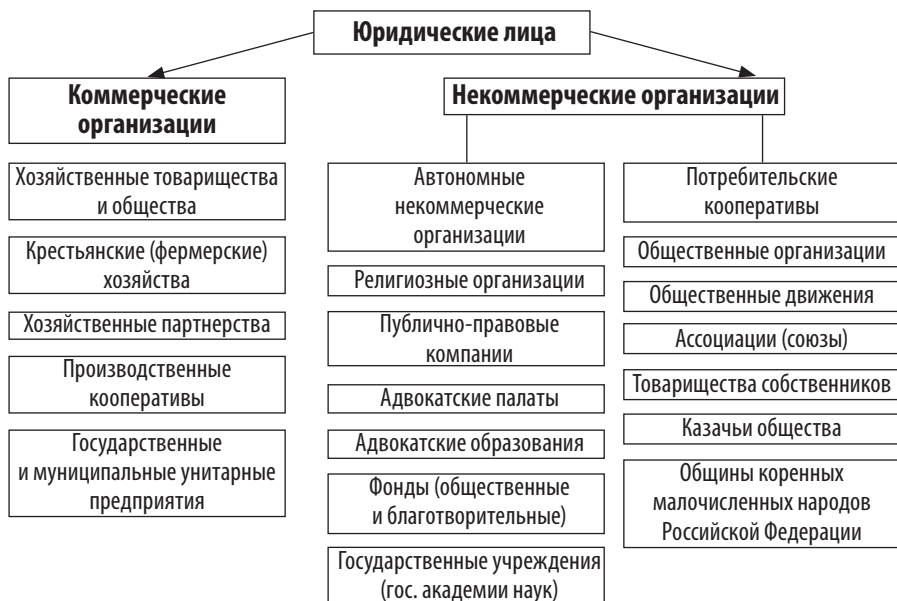 Юридические лица
Коммерческие
организации
Хозяйственные товарищества
и общества
Крестьянские (фермерские)
хозяйства
Хозяйственные партнерства
Производственные
кооперативы
Государственные
и муниципальные унитарные
предприятия
Некоммерческие организации
Автономные
некоммерческие
организации
Религиозные организации
Публично-правовые
компании
Адвокатские палаты
Адвокатские образования
Фонды (общественные
и благотворительные)
Государственные учреждения
(гос. академии наук)
Потребительские
кооперативы
Общественные организации
Общественные движения
Ассоциации (союзы)
Товарищества собственников
Казачьи общества
Общины коренных
малочисленных народов
Российской Федерации